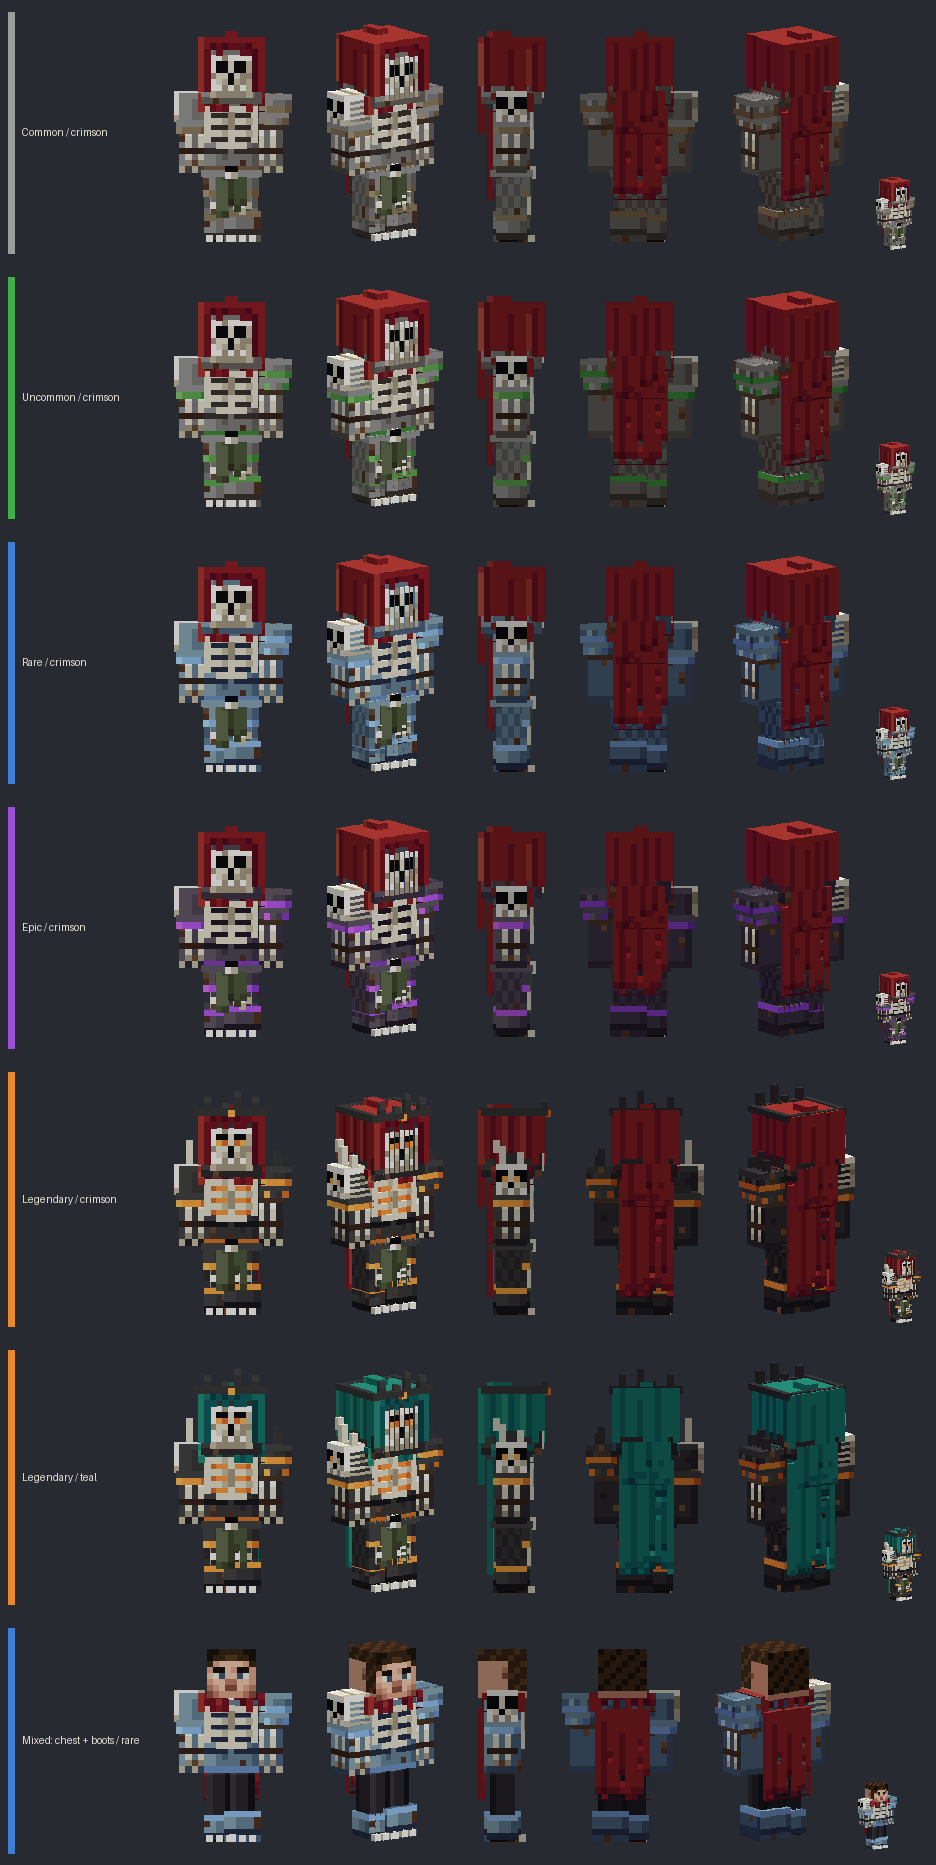 Common / crimson
Uncommon / crimson
Rare / crimson
Epic / crimson
Legendary / crimson
Legendary / teal
Mixed: chest + boots / rare